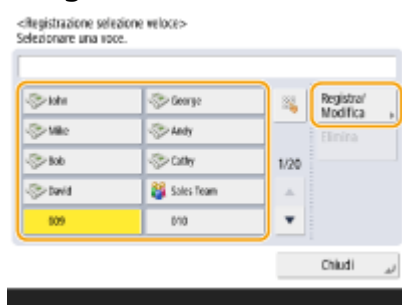 <Registrazione selezione veloce>
Selezionare una voce.
John
George
Registra/
Modifica
Mike
Andy
Elimina
Bob
Cathy
1/20
David
Sales Team
009
010
Chiudi